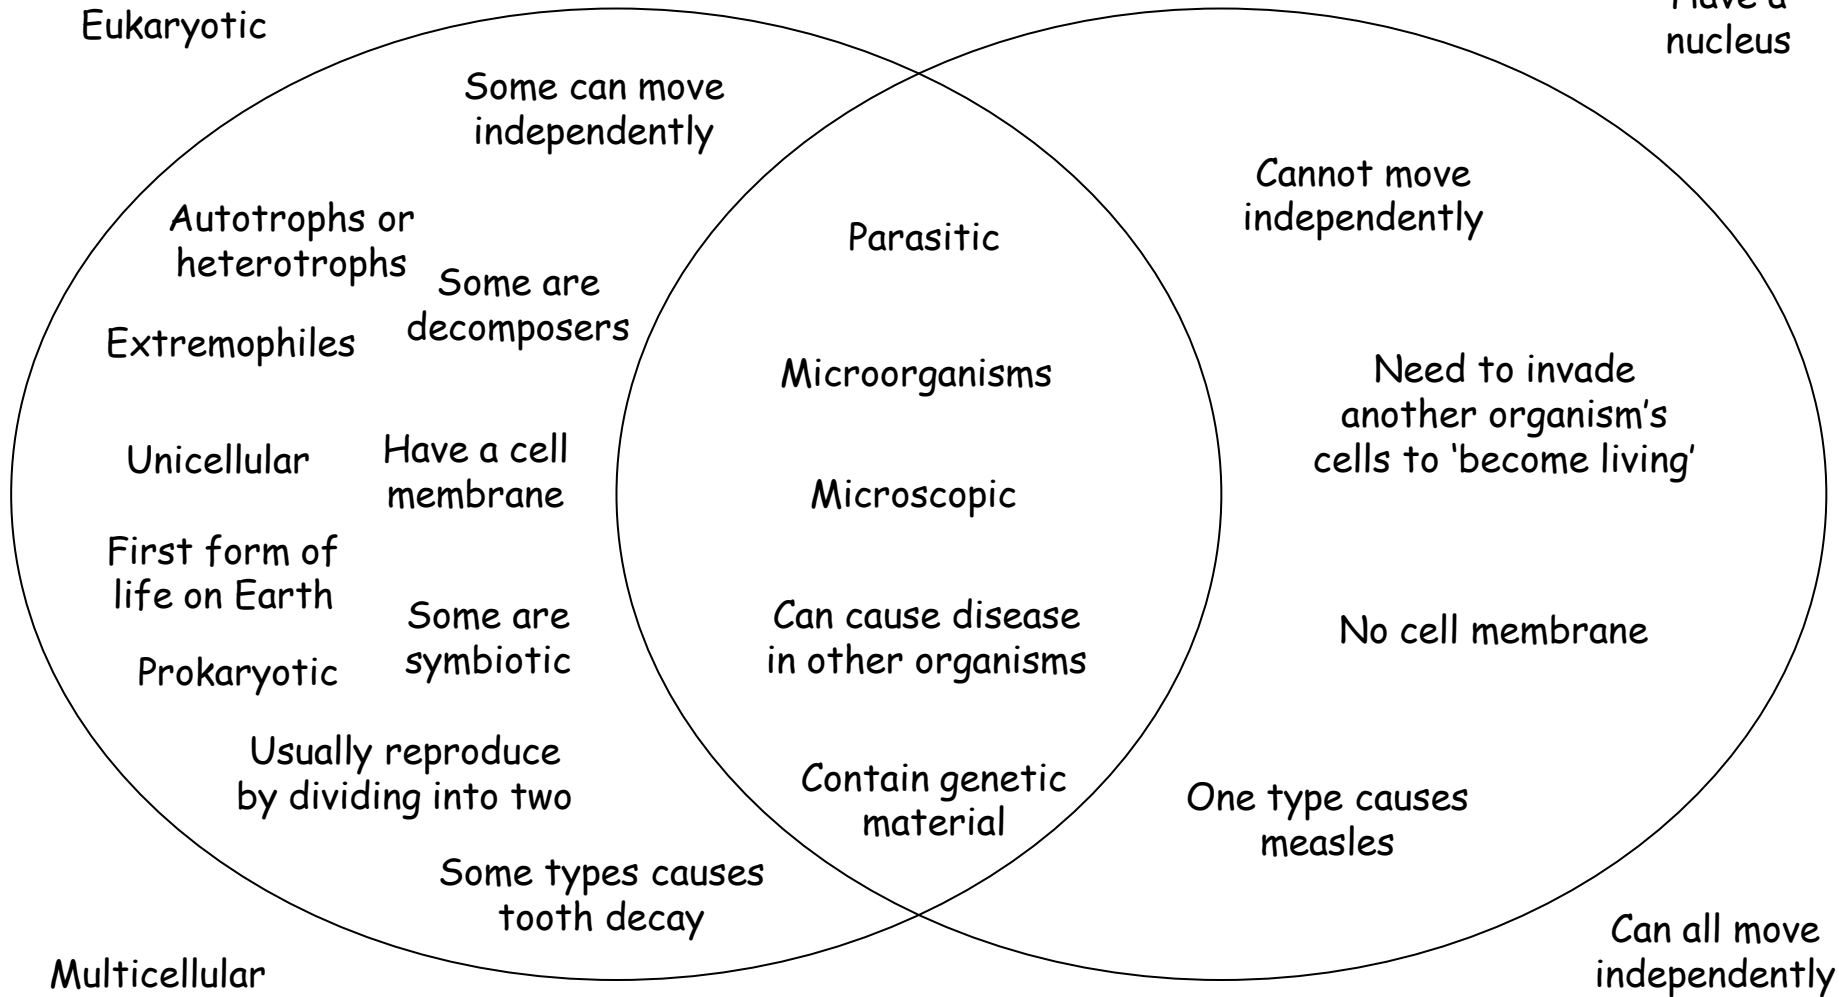 Eukaryotic
Have a
nucleus
Some can move
independently
Autotrophs or
heterotrophs
Some are
decomposers
Extremophiles
Unicellular
Have a cell
membrane
First form of
life on Earth
Some are
symbiotic
Prokaryotic
Usually reproduce
by dividing into two
Some types causes
tooth decay
Multicellular
Parasitic
Microorganisms
Microscopic
Can cause disease
in other organisms
Contain genetic
material
Cannot move
independently
Need to invade
another organism’s
cells to ‘become living’
No cell membrane
One type causes
measles
Can all move
independently